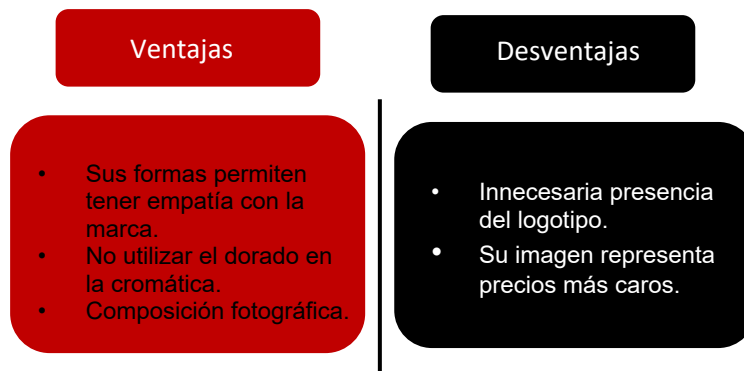 Ventajas
• Sus formas permiten
tener empatía con la
marca.
• No utilizar el dorado en
la cromática.
• Composición fotográfica.
Desventajas
• Innecesaria presencia
del logotipo.
• Su imagen representa
precios más caros.